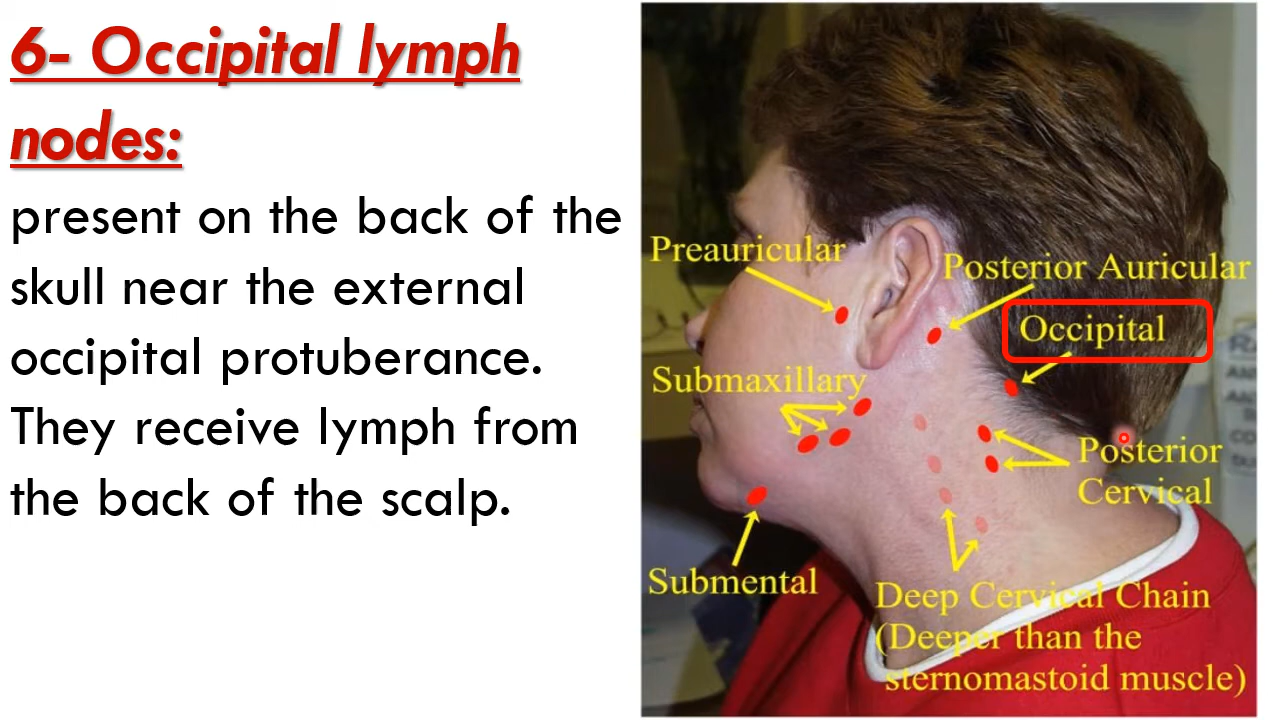 6- Occipital lymph
nodes:
present on the back of the
skull near the external
occipital protuberance.
They receive lymph from
the back of the scalp.
Preauricular
Posterior Auricular
Occipital
Submaxillary
Posterior
Cervical
Submental
Deep Cervical Chain
(Deeper than the
sternomastoid muscle)